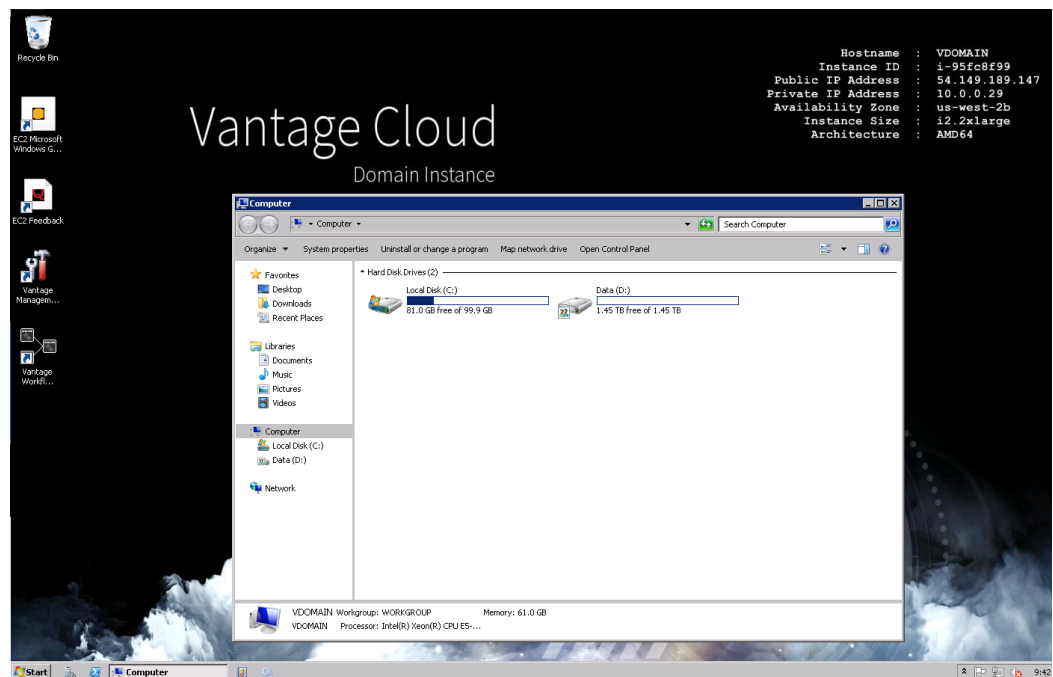 Recycle Bin
EC2 Microsoft
Windows G...
EC2 Feedback
Vantage
Managem...
Vantage
Workfl...
Vantage Cloud
Domain Instance
Hostname : VDOMAIN
Instance ID : i-95fc8f99
Public IP Address : 54.149.189.147
Private IP Address : 10.0.0.29
Availability Zone : us-west-2b
Instance Size : i2.2xlarge
Architecture : AMD64
Computer
Computer
Search Computer
Organize
System properties
Uninstall or change a program
Map network drive
Open Control Panel
Favorites
Desktop
Downloads
Recent Places
Libraries
Documents
Music
Pictures
Videos
Computer
Local Disk (C:)
Data (D:)
Network
Hard Disk Drives (2)
Local Disk (C:)
81.0 GB free of 99.9 GB
Data (D:)
1.45 TB free of 1.45 TB
VDOMAIN Workgroup: WORKGROUP Memory: 61.0 GB
VDOMAIN Processor: Intel(R) Xeon(R) CPU E5-...
Start
Computer
9:42